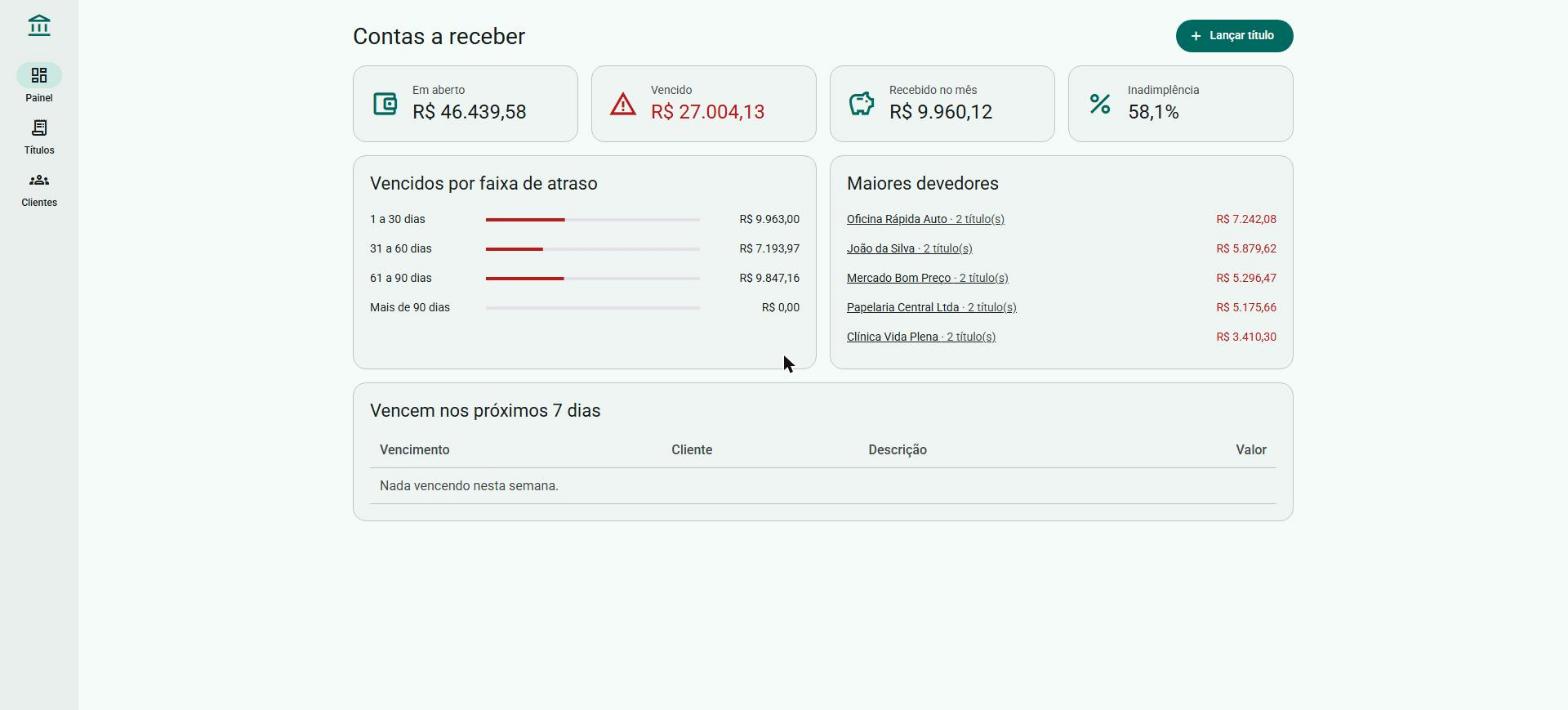 Contas a receber
+ Lançar título
Painel
Títulos
Clientes
Em aberto
R$ 46.439,58
Vencido
R$ 27.004,13
Recebido no mês
R$ 9.960,12
Inadimplência
58,1%
Vencidos por faixa de atraso
1 a 30 dias R$ 9.963,00
31 a 60 dias R$ 7.193,97
61 a 90 dias R$ 9.847,16
Mais de 90 dias R$ 0,00
Maiores devedores
Oficina Rápida Auto · 2 título(s) R$ 7.242,08
João da Silva · 2 título(s) R$ 5.879,62
Mercado Bom Preço · 2 título(s) R$ 5.296,47
Papelaria Central Ltda · 2 título(s) R$ 5.175,66
Clínica Vida Plena · 2 título(s) R$ 3.410,30
Vencem nos próximos 7 dias
Vencimento Cliente Descrição Valor
Nada vencendo nesta semana.